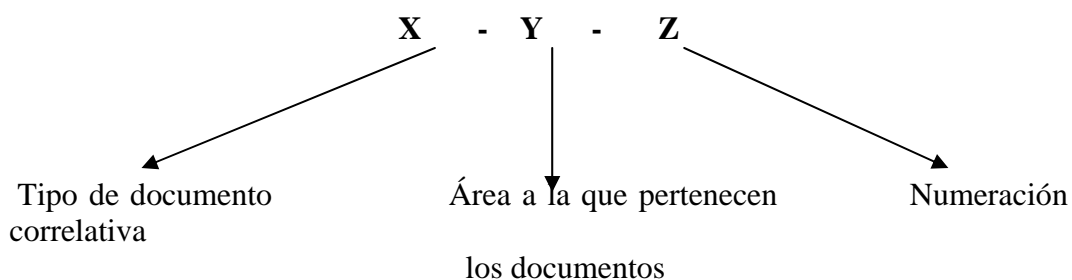 X - Y - Z
Tipo de documento Área a la que pertenecen Numeración
correlativa
los documentos